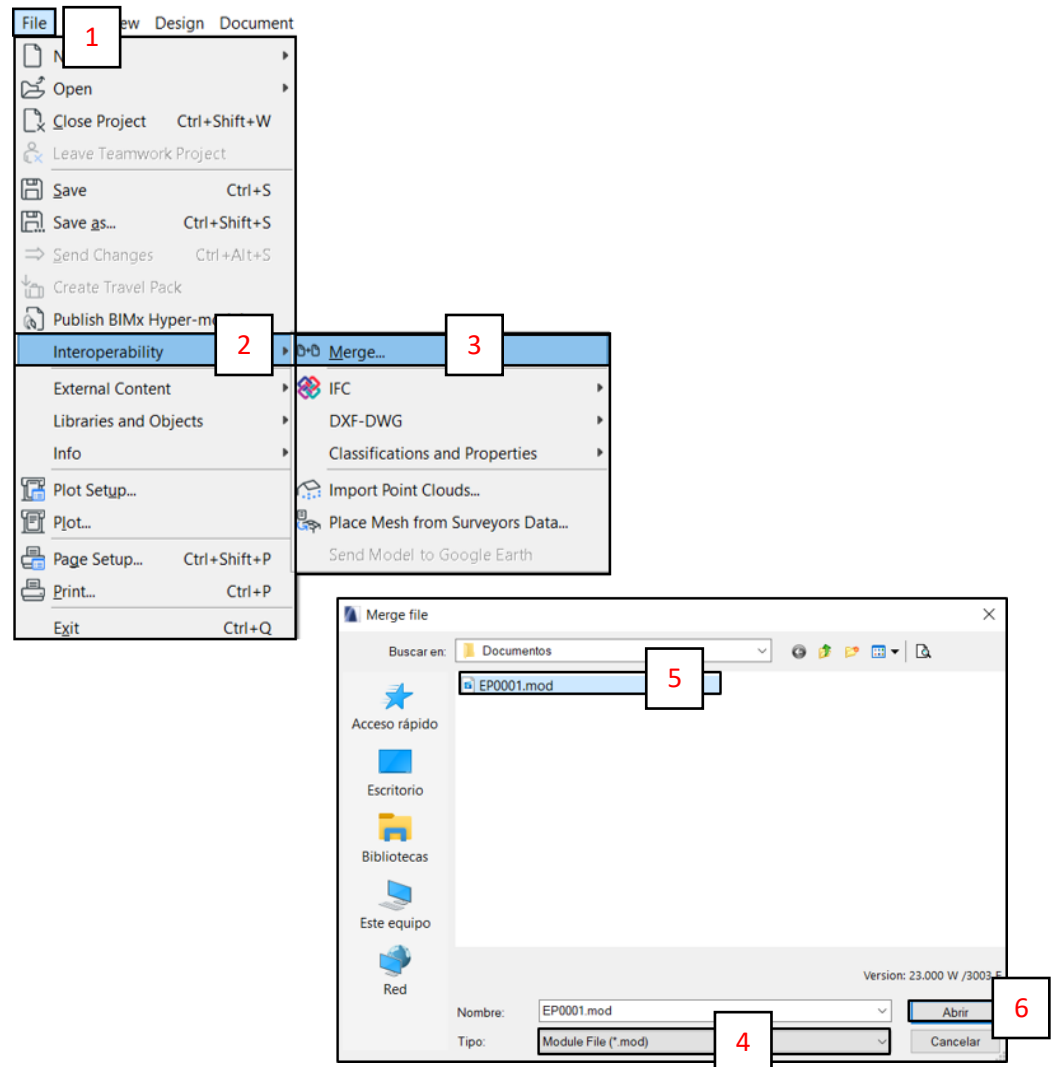 File ew Design Document
1
N
Open
Close Project Ctrl+Shift+W
Leave Teamwork Project
Save Ctrl+S
Save as... Ctrl+Shift+S
Send Changes Ctrl+Alt+S
Create Travel Pack
Publish BIMx Hyper-m
Interoperability 2
Merge... 3
External Content
IFC
Libraries and Objects
DXF-DWG
Info
Classifications and Properties
Plot Setup...
Import Point Clouds...
Plot...
Place Mesh from Surveyors Data...
Page Setup... Ctrl+Shift+P
Send Model to Google Earth
Print... Ctrl+P
Exit Ctrl+Q
Merge file
Buscar en: Documentos
EP0001.mod 5
Acceso rápido
Escritorio
Bibliotecas
Este equipo
Red
Version: 23.000 W /3003
Nombre: EP0001.mod Abrir 6
Tipo: Module File (*.mod) 4 Cancelar